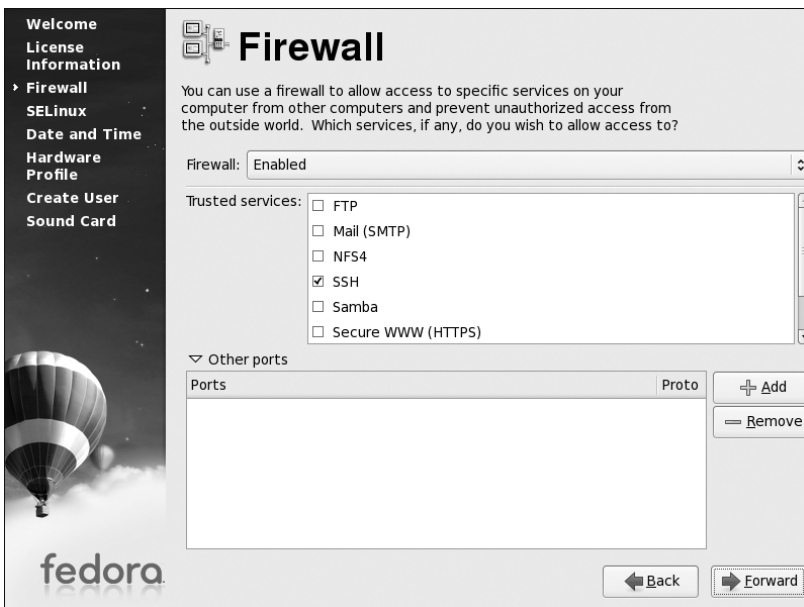 Welcome
License
Information
Firewall
SELinux
Date and Time
Hardware
Profile
Create User
Sound Card
fedora
Firewall
You can use a firewall to allow access to specific services on your
computer from other computers and prevent unauthorized access from
the outside world. Which services, if any, do you wish to allow access to?
Firewall: Enabled
Trusted services:
FTP
Mail (SMTP)
NFS4
SSH
Samba
Secure WWW (HTTPS)
Other ports
Ports Proto
Add
Remove
Back Forward